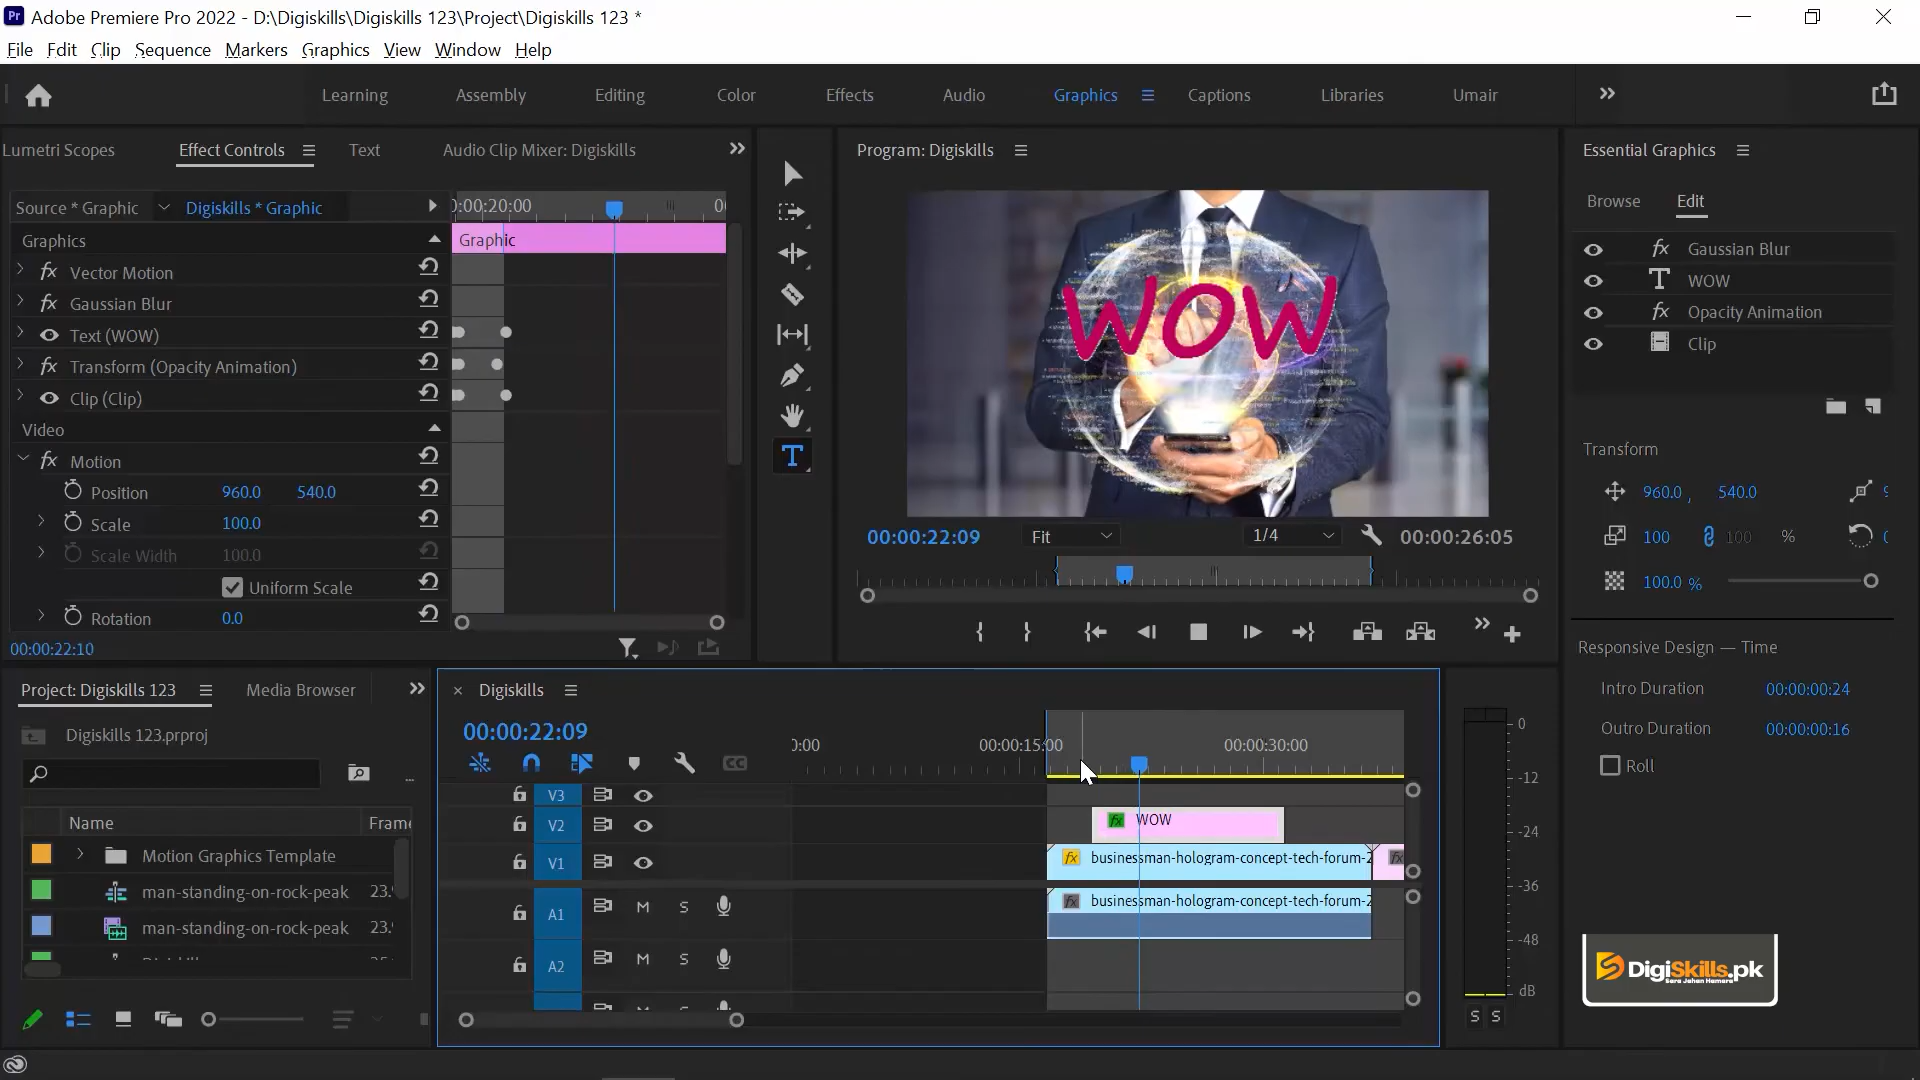 Adobe Premiere Pro 2022 - D:\Digiskills\Digiskills 123\Project\Digiskills 123 *
File Edit Clip Sequence Markers Graphics View Window Help
Learning Assembly Editing Color Effects Audio Graphics Captions Libraries Umair
Lumetri Scopes Effect Controls Text Audio Clip Mixer: Digiskills
Source * Graphic Digiskills * Graphic
00:00:20:00
Graphics
Graphic
fx Vector Motion
fx Gaussian Blur
Text (WOW)
fx Transform (Opacity Animation)
Clip (Clip)
Video
fx Motion
Position 960.0 540.0
Scale 100.0
Scale Width 100.0
Uniform Scale
Rotation 0.0
00:00:22:10
Program: Digiskills
WOW
00:00:22:09 Fit 1/4 00:00:26:05
Essential Graphics
Browse Edit
fx Gaussian Blur
T WOW
fx Opacity Animation
Clip
Transform
960.0 , 540.0
100 100 %
100.0 %
Responsive Design — Time
Intro Duration 00:00:00:24
Outro Duration 00:00:00:16
Roll
Project: Digiskills 123 Media Browser
Digiskills 123.prproj
Name
Motion Graphics Template
man-standing-on-rock-peak 23.
man-standing-on-rock-peak 23.
Digiskills
00:00:22:09
:00:00 00:00:15:00 00:00:30:00
V3
V2 fx WOW
V1 fx businessman-hologram-concept-tech-forum-2 fx
A1 M S fx businessman-hologram-concept-tech-forum-2
A2 M S
0
-12
-24
-36
-48
dB
S S
DigiSkills.pk
Sara Jahan Hamara